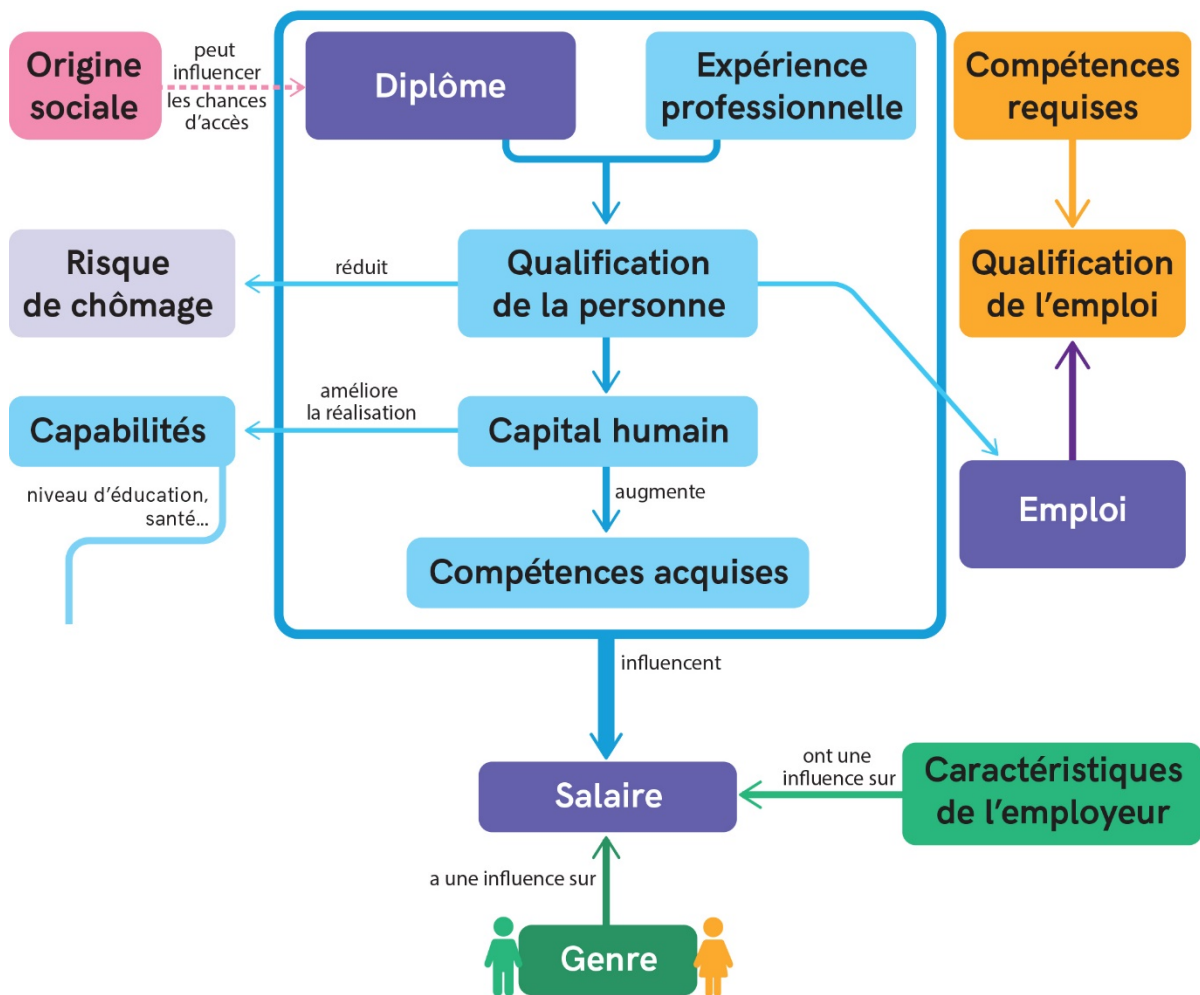 Origine
sociale
peut
influencer
les chances
d'accès
Diplôme
Expérience
professionnelle
Compétences
requises
Risque
de chômage
réduit
Qualification
de la personne
Qualification
de l'emploi
Capabilités
améliore
la réalisation
Capital humain
niveau d'éducation,
santé...
augmente
Emploi
Compétences acquises
influencent
Salaire
ont une
influence sur
Caractéristiques
de l'employeur
a une influence sur
Genre